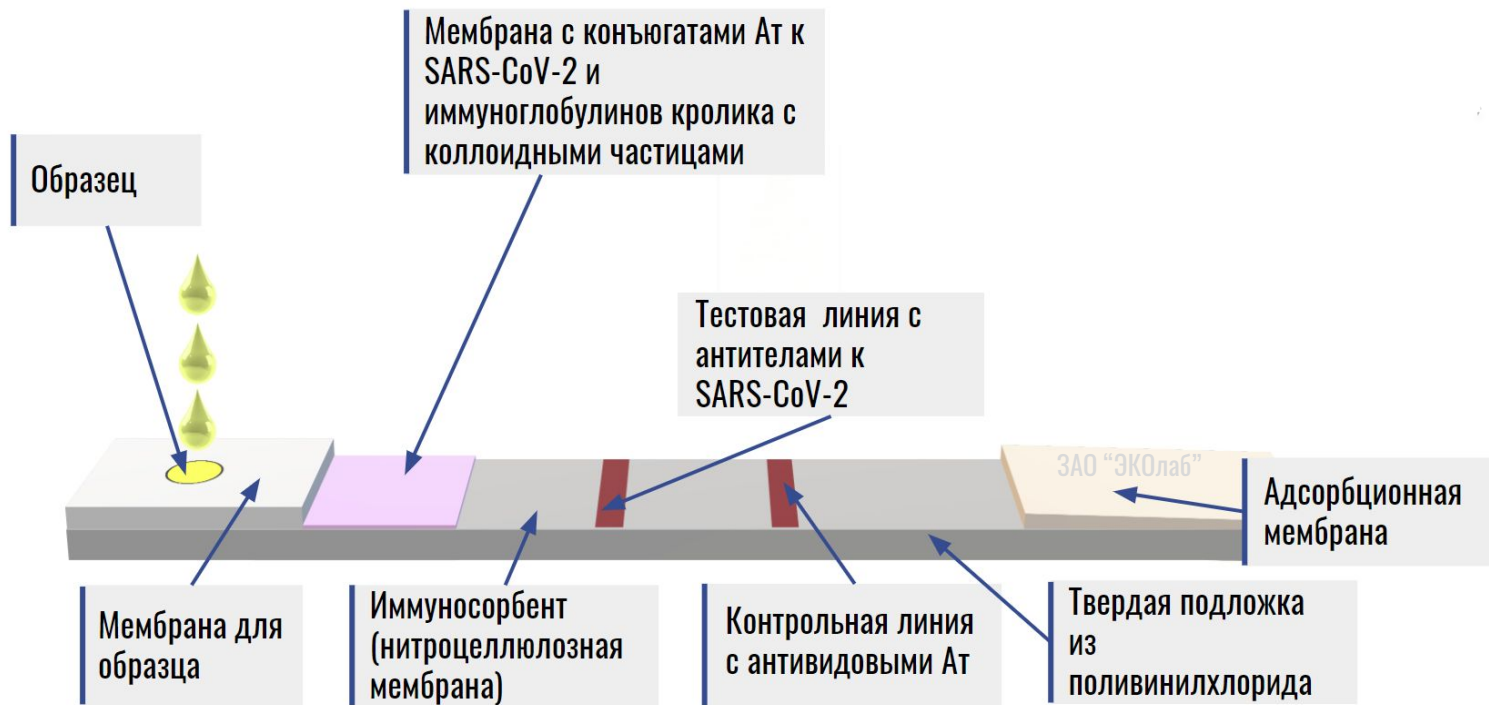 Мембрана с конъюгатами Ат к
SARS-CoV-2 и
иммуноглобулинов кролика с
коллоидными частицами
Образец
Тестовая линия с
антителами к
SARS-CoV-2
ЗАО "ЭКОлаб"
Адсорбционная
мембрана
Мембрана для
образца
Иммуносорбент
(нитроцеллюлозная
мембрана)
Контрольная линия
с антивидовыми Ат
Твердая подложка
из
поливинилхлорида